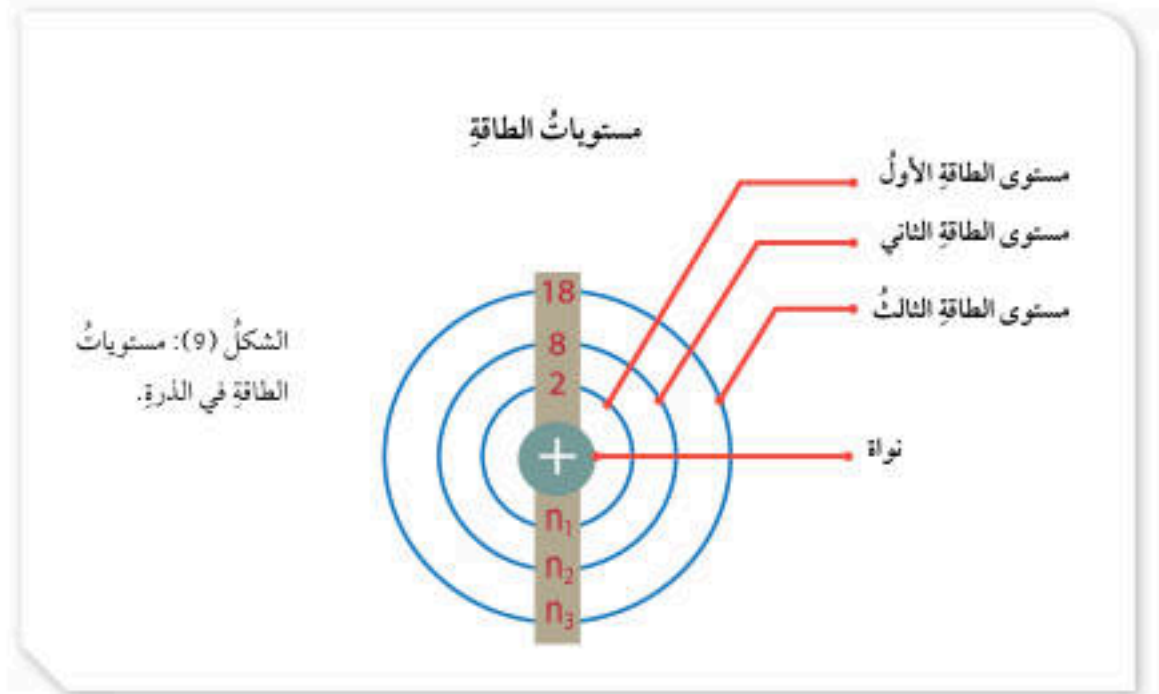 مستوياتُ الطاقةِ
مستوى الطاقةِ الأولُ
مستوى الطاقةِ الثاني
مستوى الطاقةِ الثالثُ
نواة
18
8
2
+
n₁
n₂
n₃
الشكلُ (9): مستوياتُ
الطاقةِ في الذرةِ.